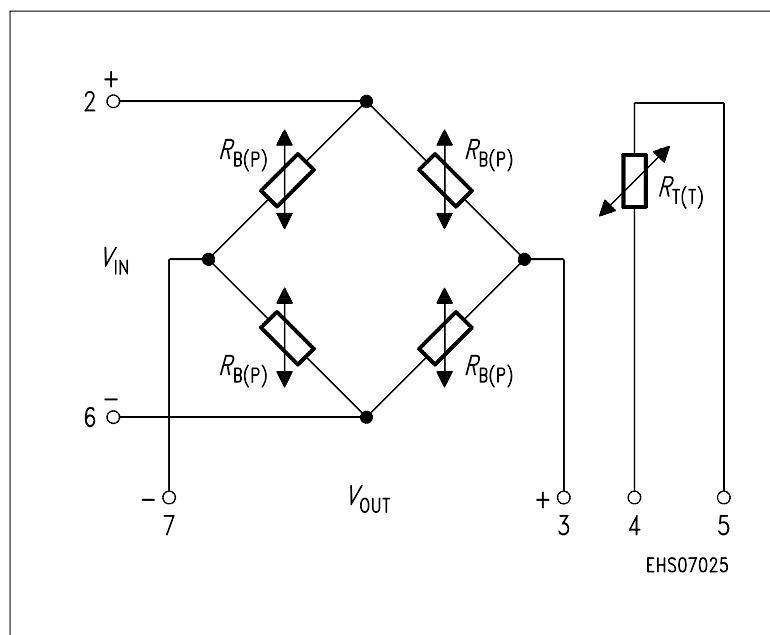 2 +
R_B(P) R_B(P)
R_T(T)
V_IN
R_B(P) R_B(P)
6 −
− V_OUT +
7 3 4 5
EHS07025